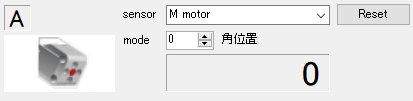 A
sensor M motor Reset
mode 0 角位置
0